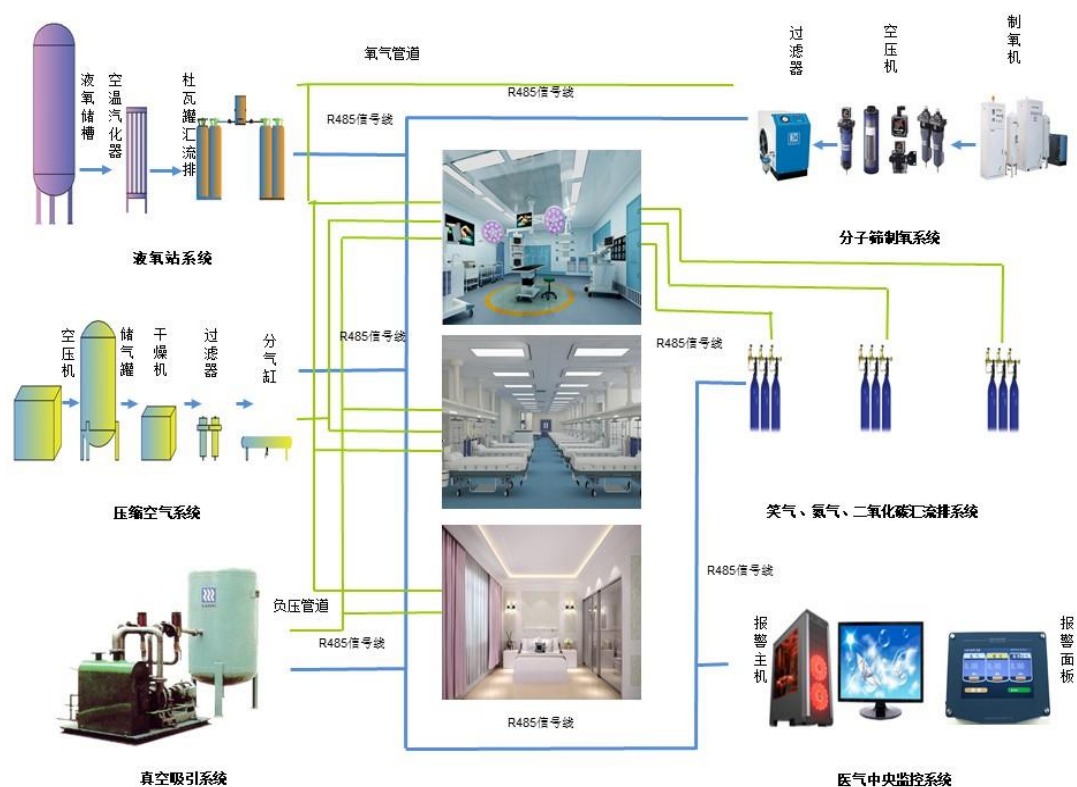 液氧储槽
空温汽化器
杜瓦罐汇流排
氧气管道
R485信号线
R485信号线
过滤器
空压机
制氧机
液氧站系统
分子筛制氧系统
空压机
储气罐
干燥机
过滤器
分气缸
R485信号线
R485信号线
压缩空气系统
笑气、氮气、二氧化碳汇流排系统
负压管道
R485信号线
R485信号线
R485信号线
报警主机
报警面板
真空吸引系统
医气中央监控系统